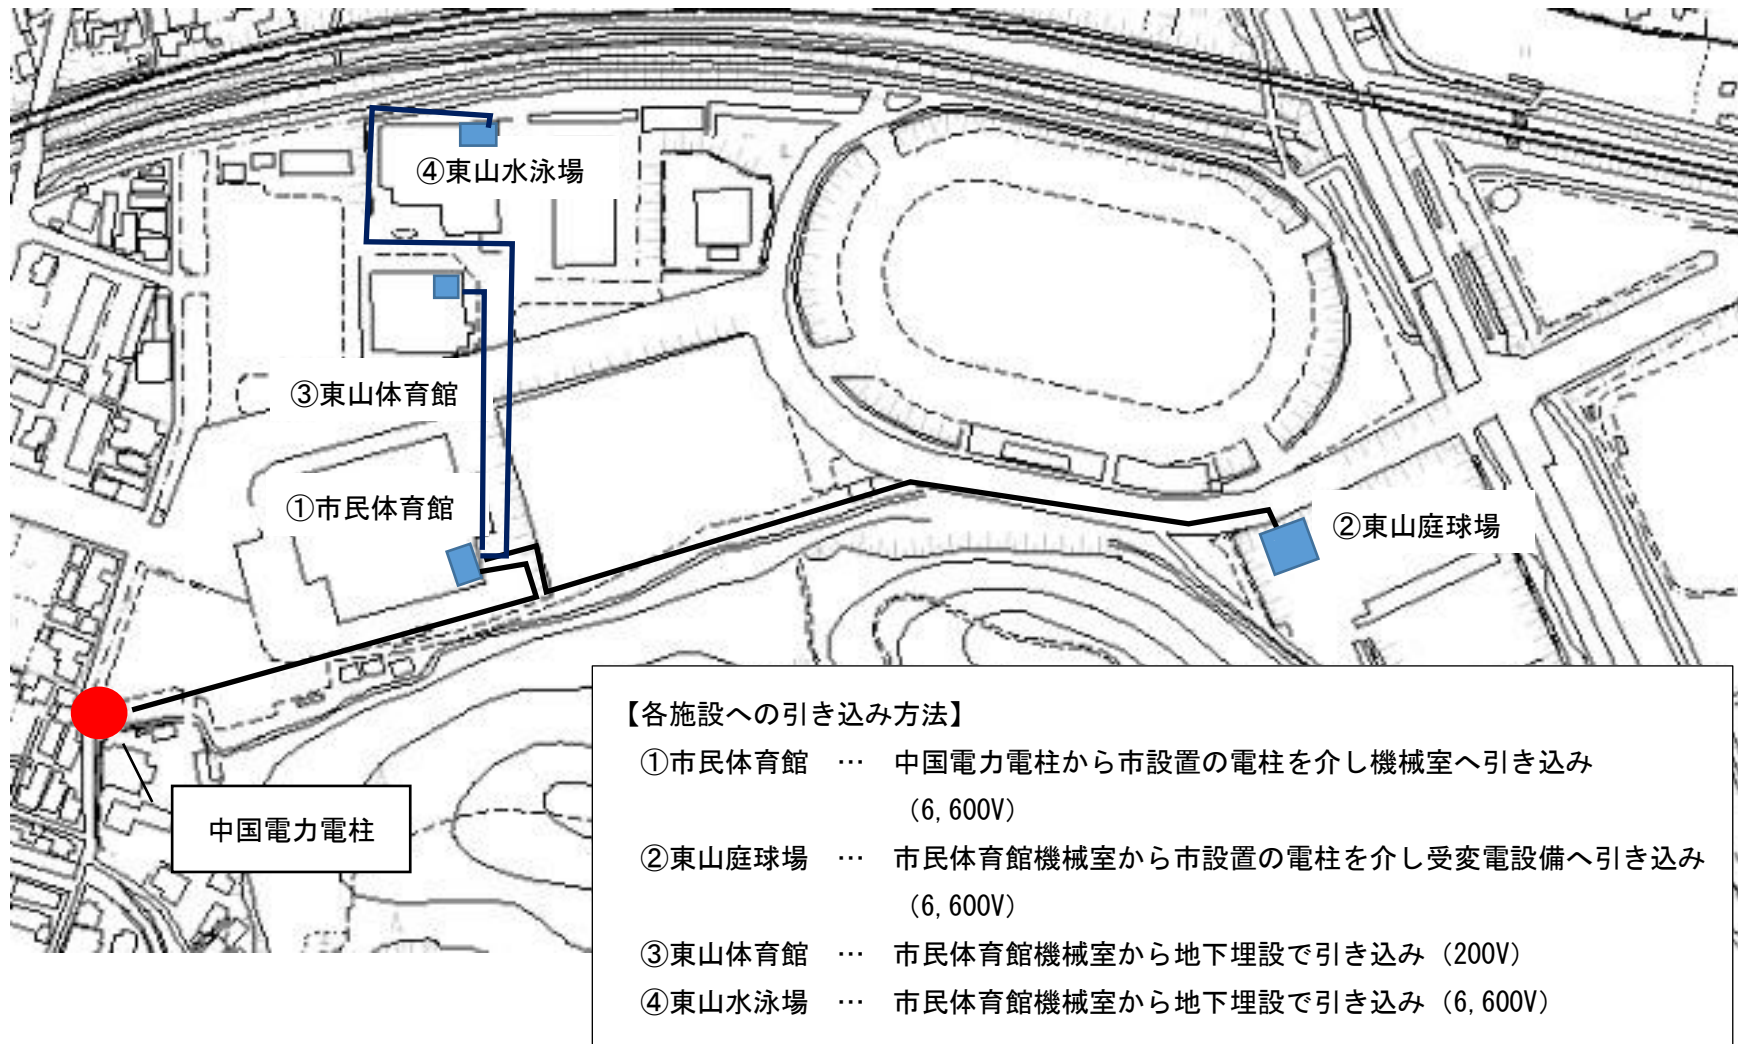 ④東山水泳場
③東山体育館
①市民体育館
②東山庭球場
中国電力電柱
【各施設への引き込み方法】
①市民体育館 … 中国電力電柱から市設置の電柱を介し機械室へ引き込み
（6,600V）
②東山庭球場 … 市民体育館機械室から市設置の電柱を介し受変電設備へ引き込み
（6,600V）
③東山体育館 … 市民体育館機械室から地下埋設で引き込み（200V）
④東山水泳場 … 市民体育館機械室から地下埋設で引き込み（6,600V）